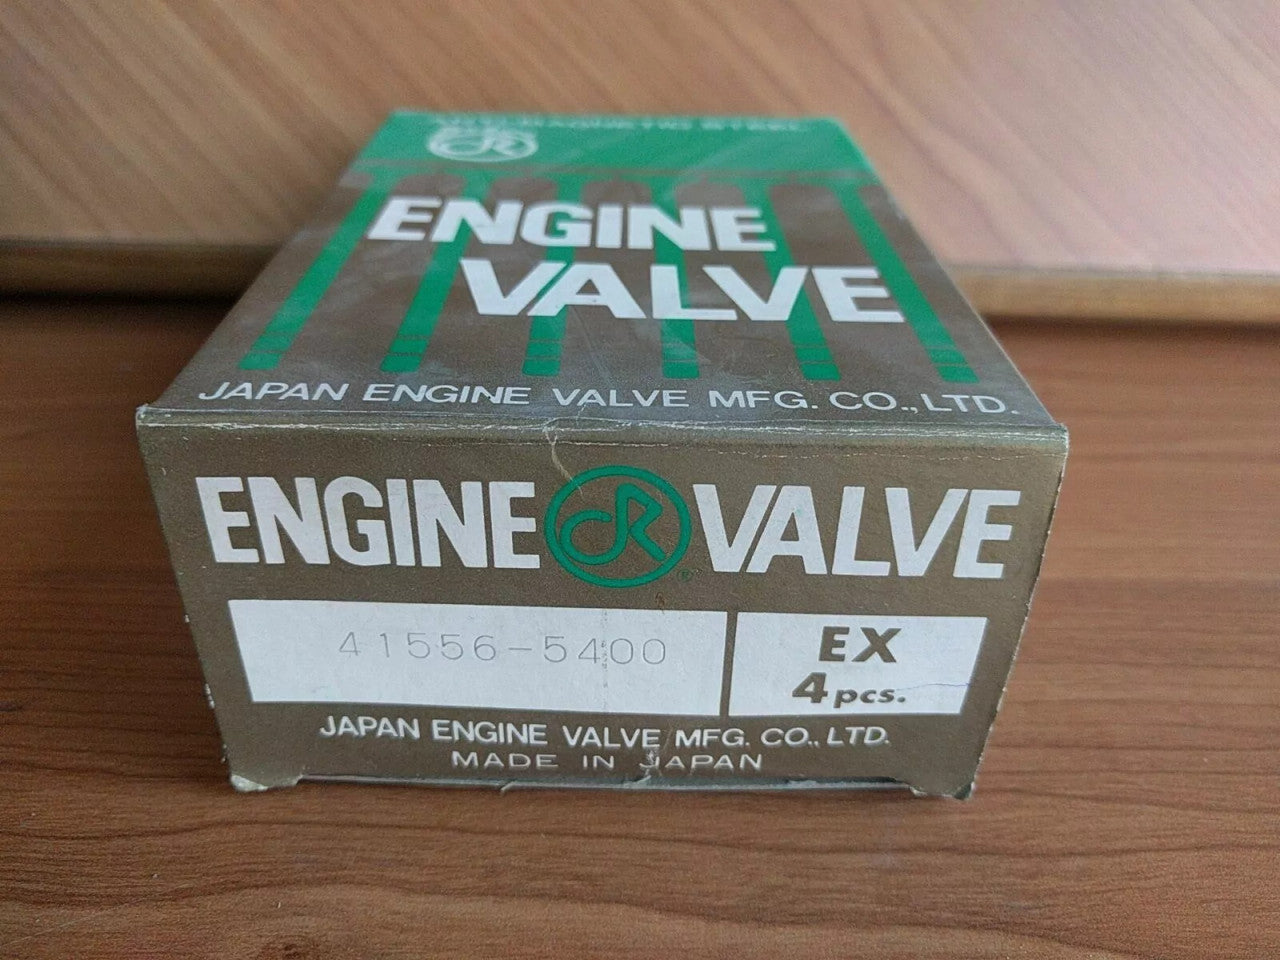 ENGINE
VALVE
JAPAN ENGINE VALVE MFG. CO., LTD.
ENGINE R® VALVE
41556-5400
EX
4 pcs.
JAPAN ENGINE VALVE MFG. CO., LTD.
MADE IN JAPAN